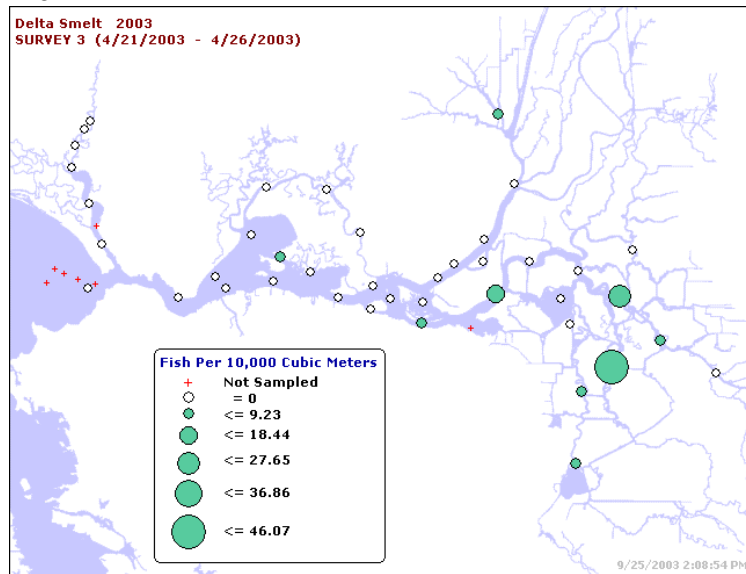 Delta Smelt 2003
SURVEY 3 (4/21/2003 - 4/26/2003)
Fish Per 10,000 Cubic Meters
Not Sampled
= 0
<= 9.23
<= 18.44
<= 27.65
<= 36.86
<= 46.07
9/25/2003 2:08:54 PM